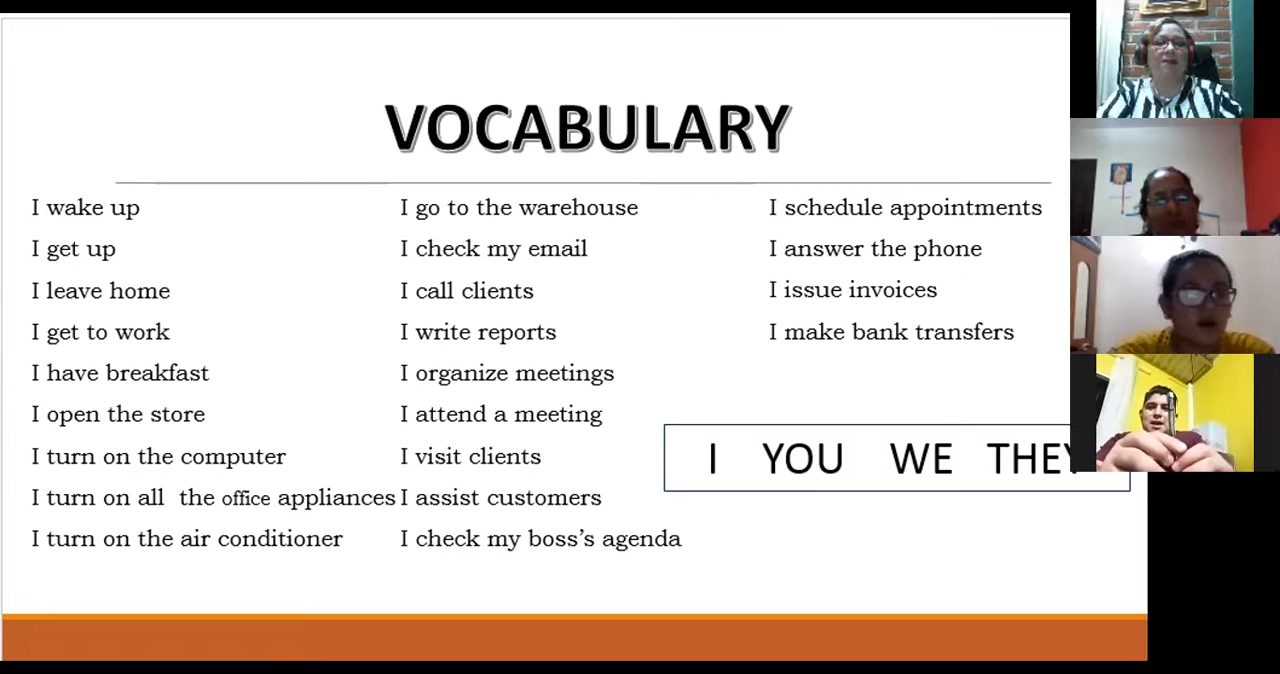 VOCABULARY
I wake up
I get up
I leave home
I get to work
I have breakfast
I open the store
I turn on the computer
I turn on all the office appliances
I turn on the air conditioner
I go to the warehouse
I check my email
I call clients
I write reports
I organize meetings
I attend a meeting
I visit clients
I assist customers
I check my boss's agenda
I schedule appointments
I answer the phone
I issue invoices
I make bank transfers
I YOU WE THEY